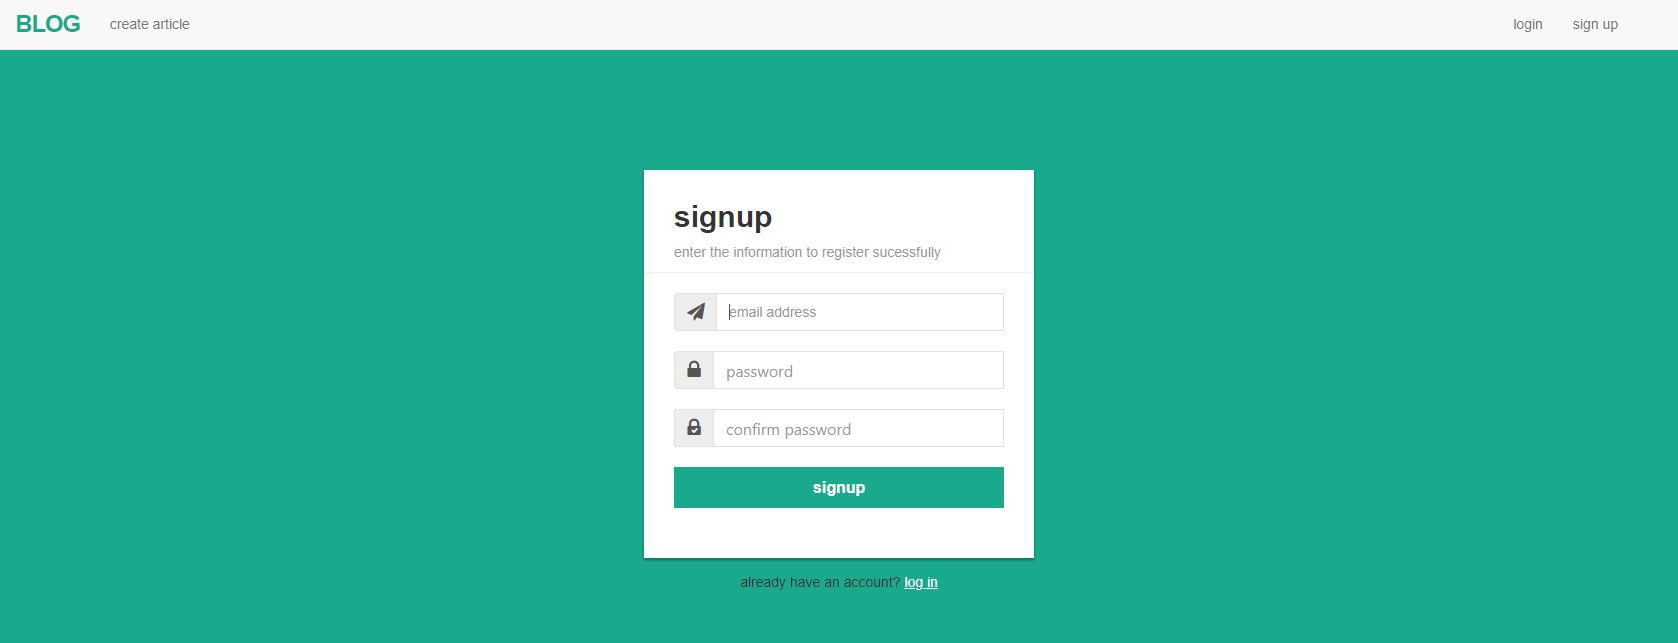 BLOG create article login sign up
signup
enter the information to register sucessfully
email address
password
confirm password
signup
already have an account? log in